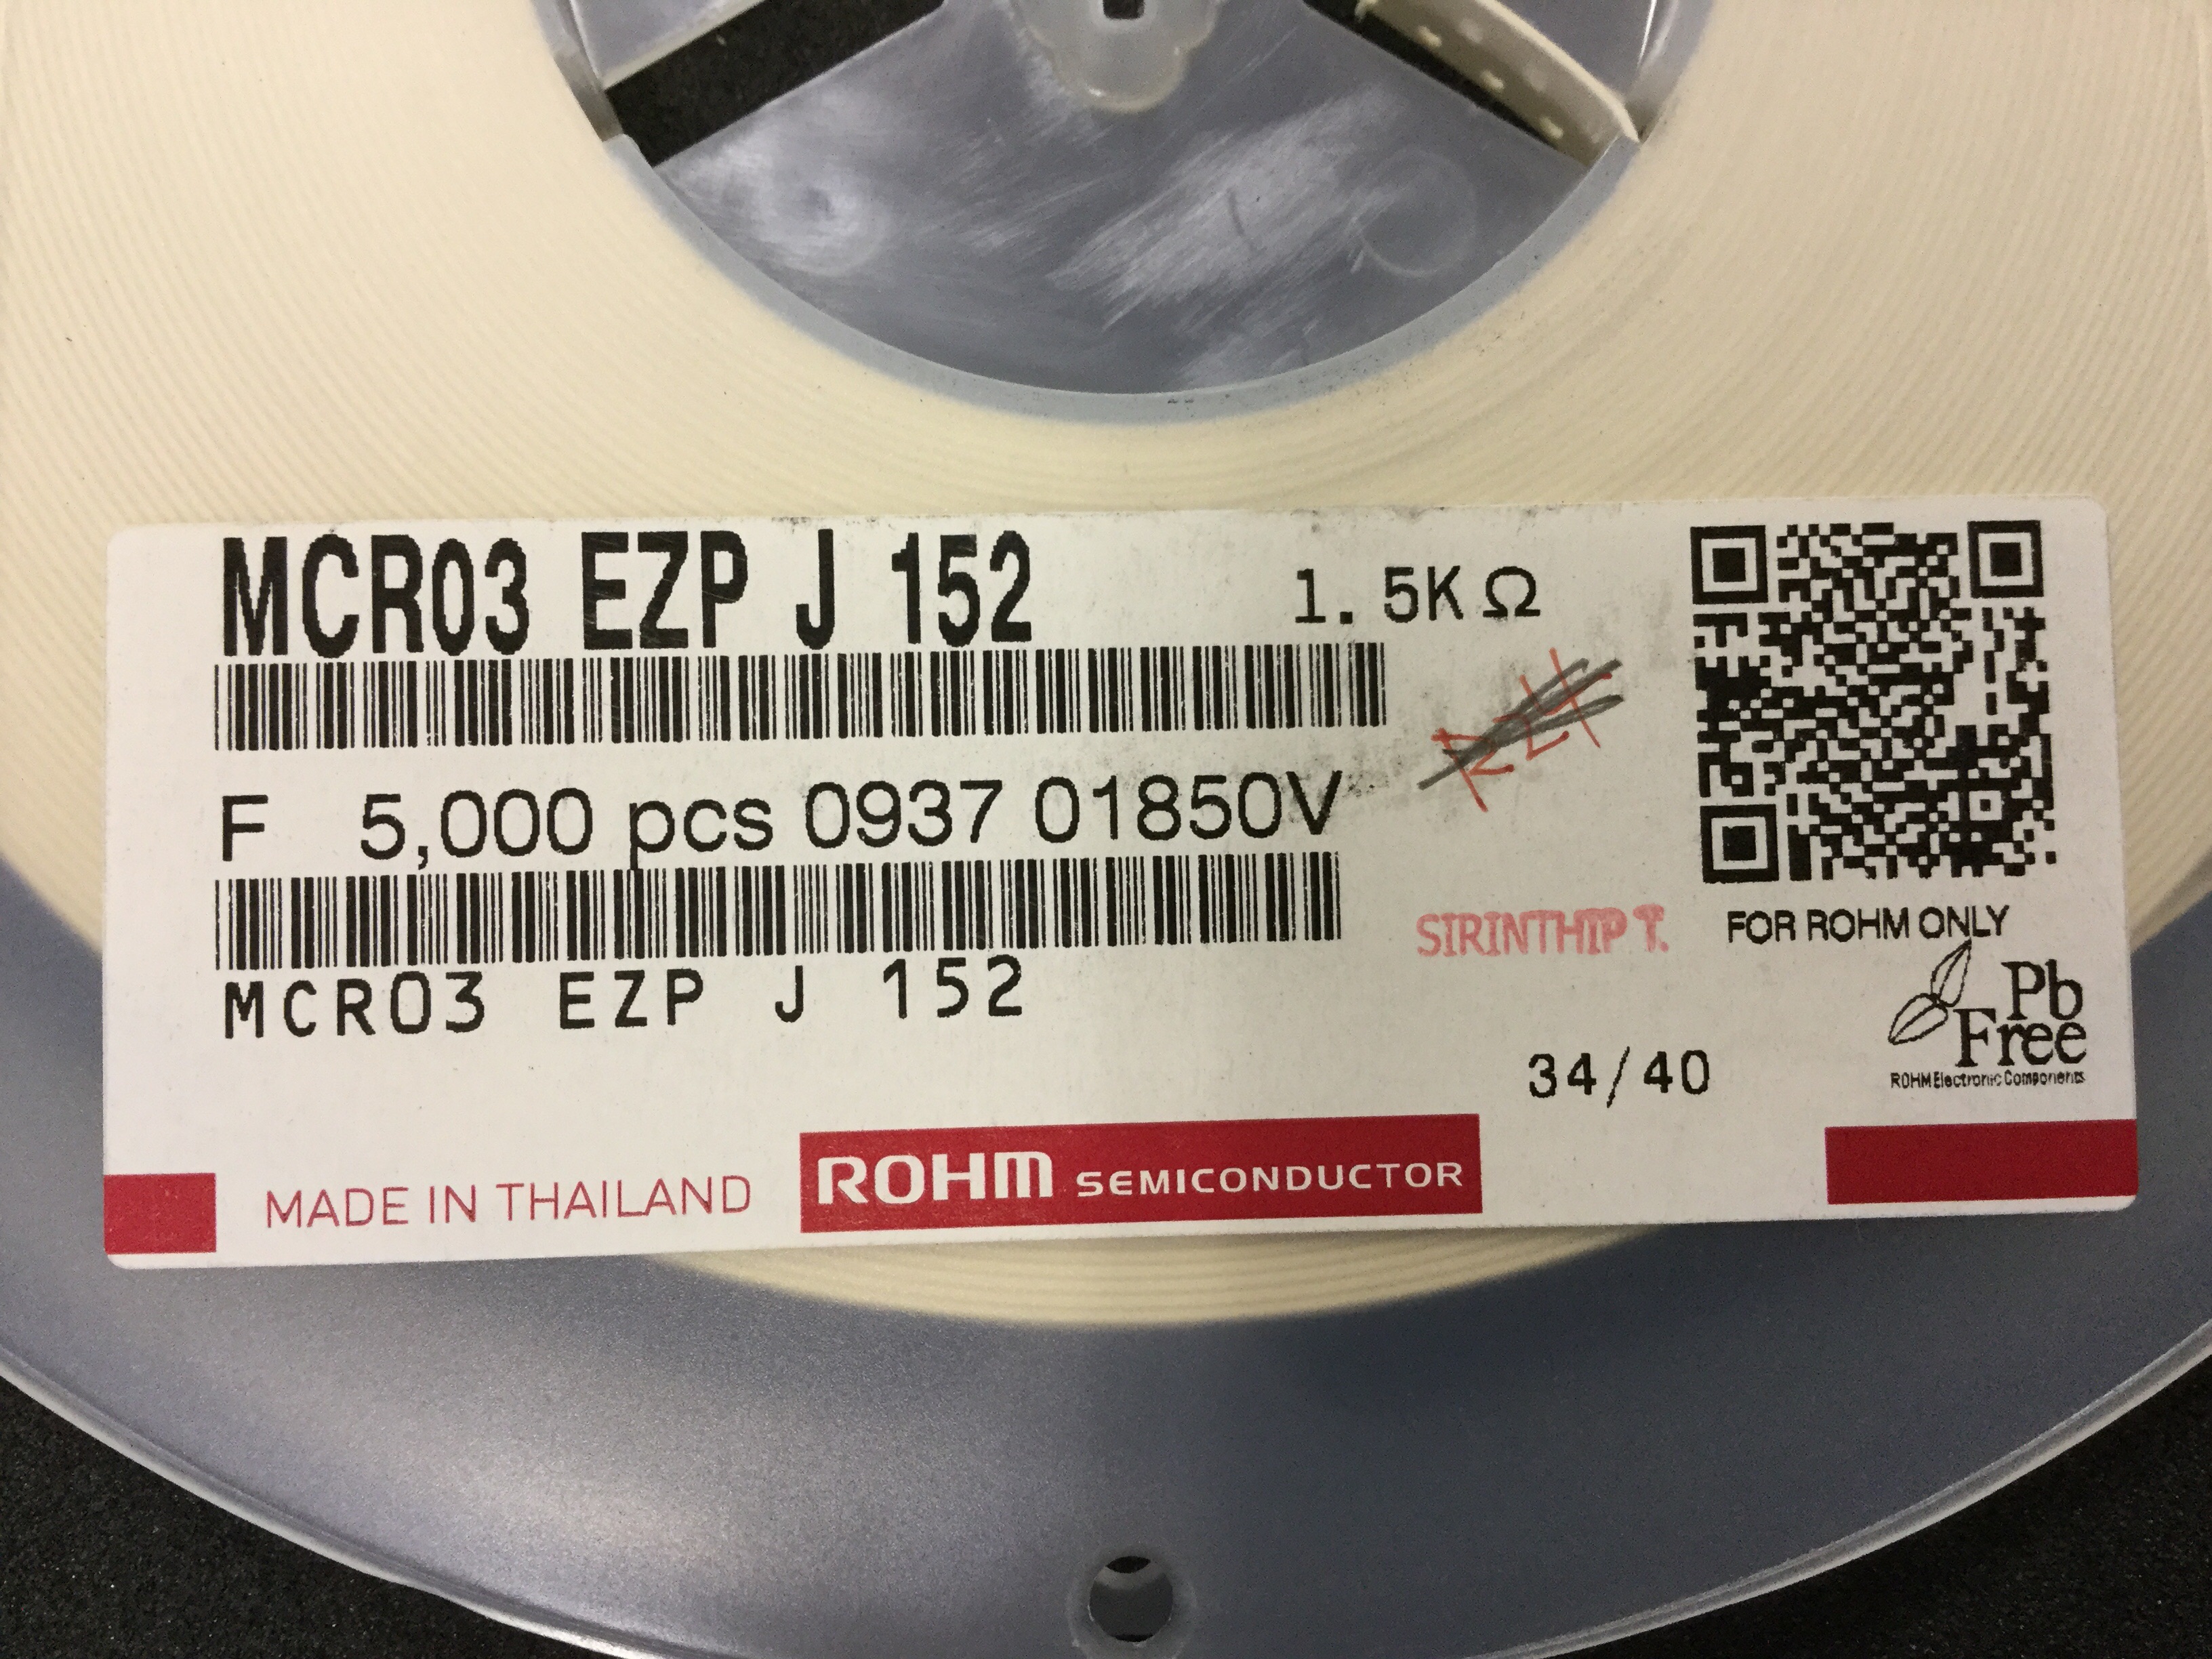 MCR03 EZP J 152
1.5KΩ
R24
F 5,000 pcs 0937 01850V
SIRINTHIP T.
FOR ROHM ONLY
MCR03 EZP J 152
Pb
Free
ROHM Electronic Components
34/40
MADE IN THAILAND
ROHM SEMICONDUCTOR